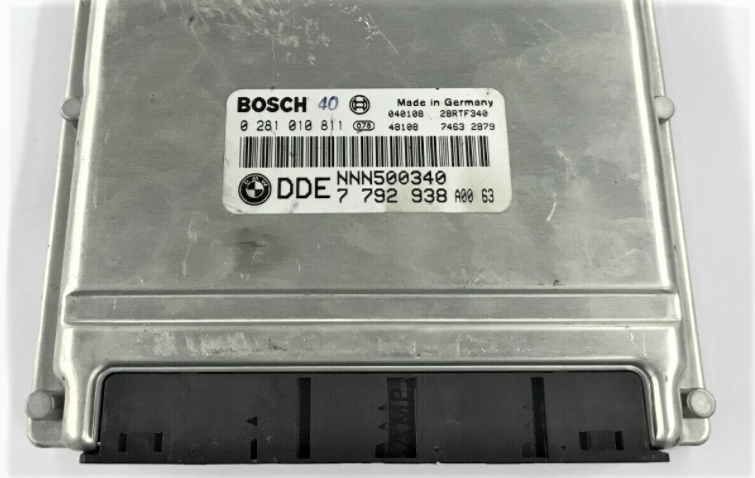 BOSCH 40 Made in Germany
040108 28RTF340
0 281 010 811 078 48108 7463 2879
DDE NNN500340
7 792 938 A00 63
AMP